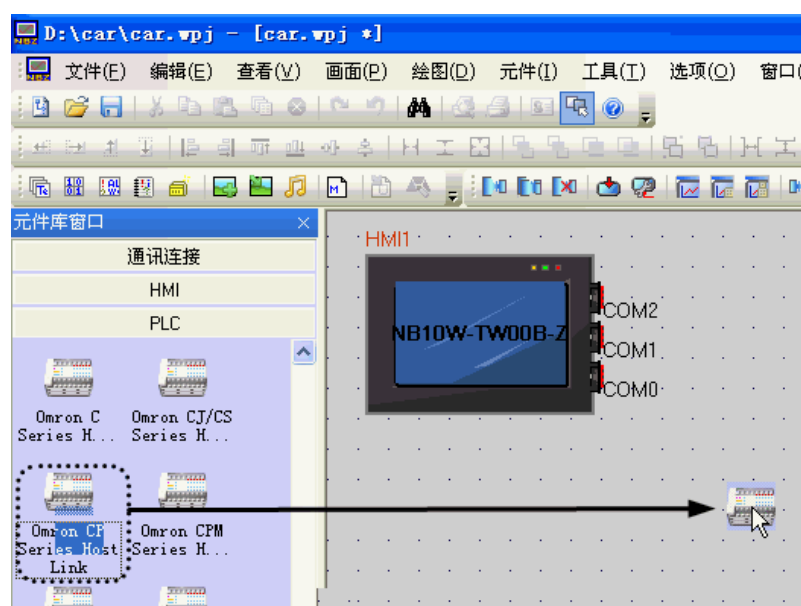 D:\car\car.wpj - [car.wpj *]
文件(F) 编辑(E) 查看(V) 画面(P) 绘图(D) 元件(I) 工具(T) 选项(O) 窗口(
元件库窗口
通讯连接
HMI
PLC
Omron C Series H...
Omron CJ/CS Series H...
Omron CP Series Host Link
Omron CPM Series H...
HMI1
NB10W-TW00B-Z
COM2
COM1
COM0